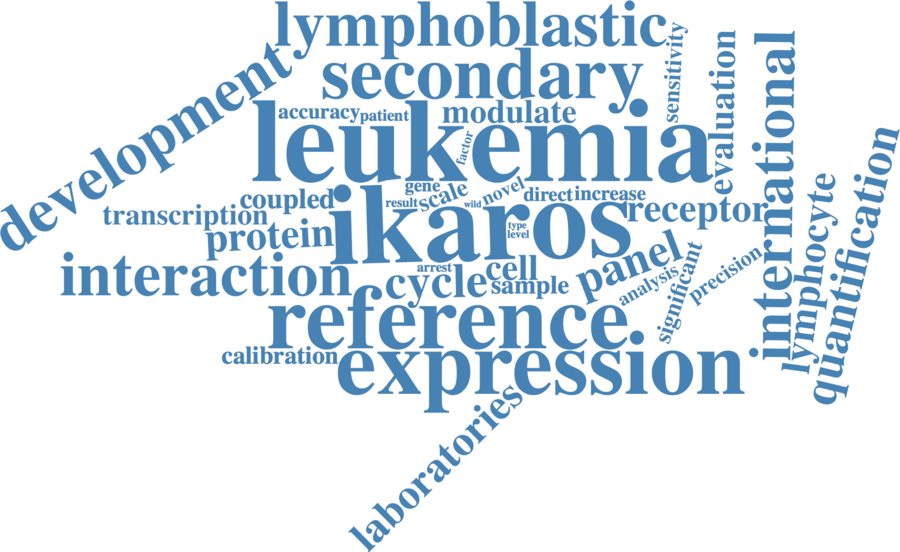 lymphoblastic
development
secondary
sensitivity
evaluation
international
accuracy
patient
modulate
leukemia
factor
gene
scale
novel
coupled
result
wild
direct
increase
transcription
ikaros
receptor
lymphocyte
quantification
protein
type
level
interaction
arrest
cell
panel
cycle
sample
analysis
significant
precision
reference
calibration
expression
laboratories